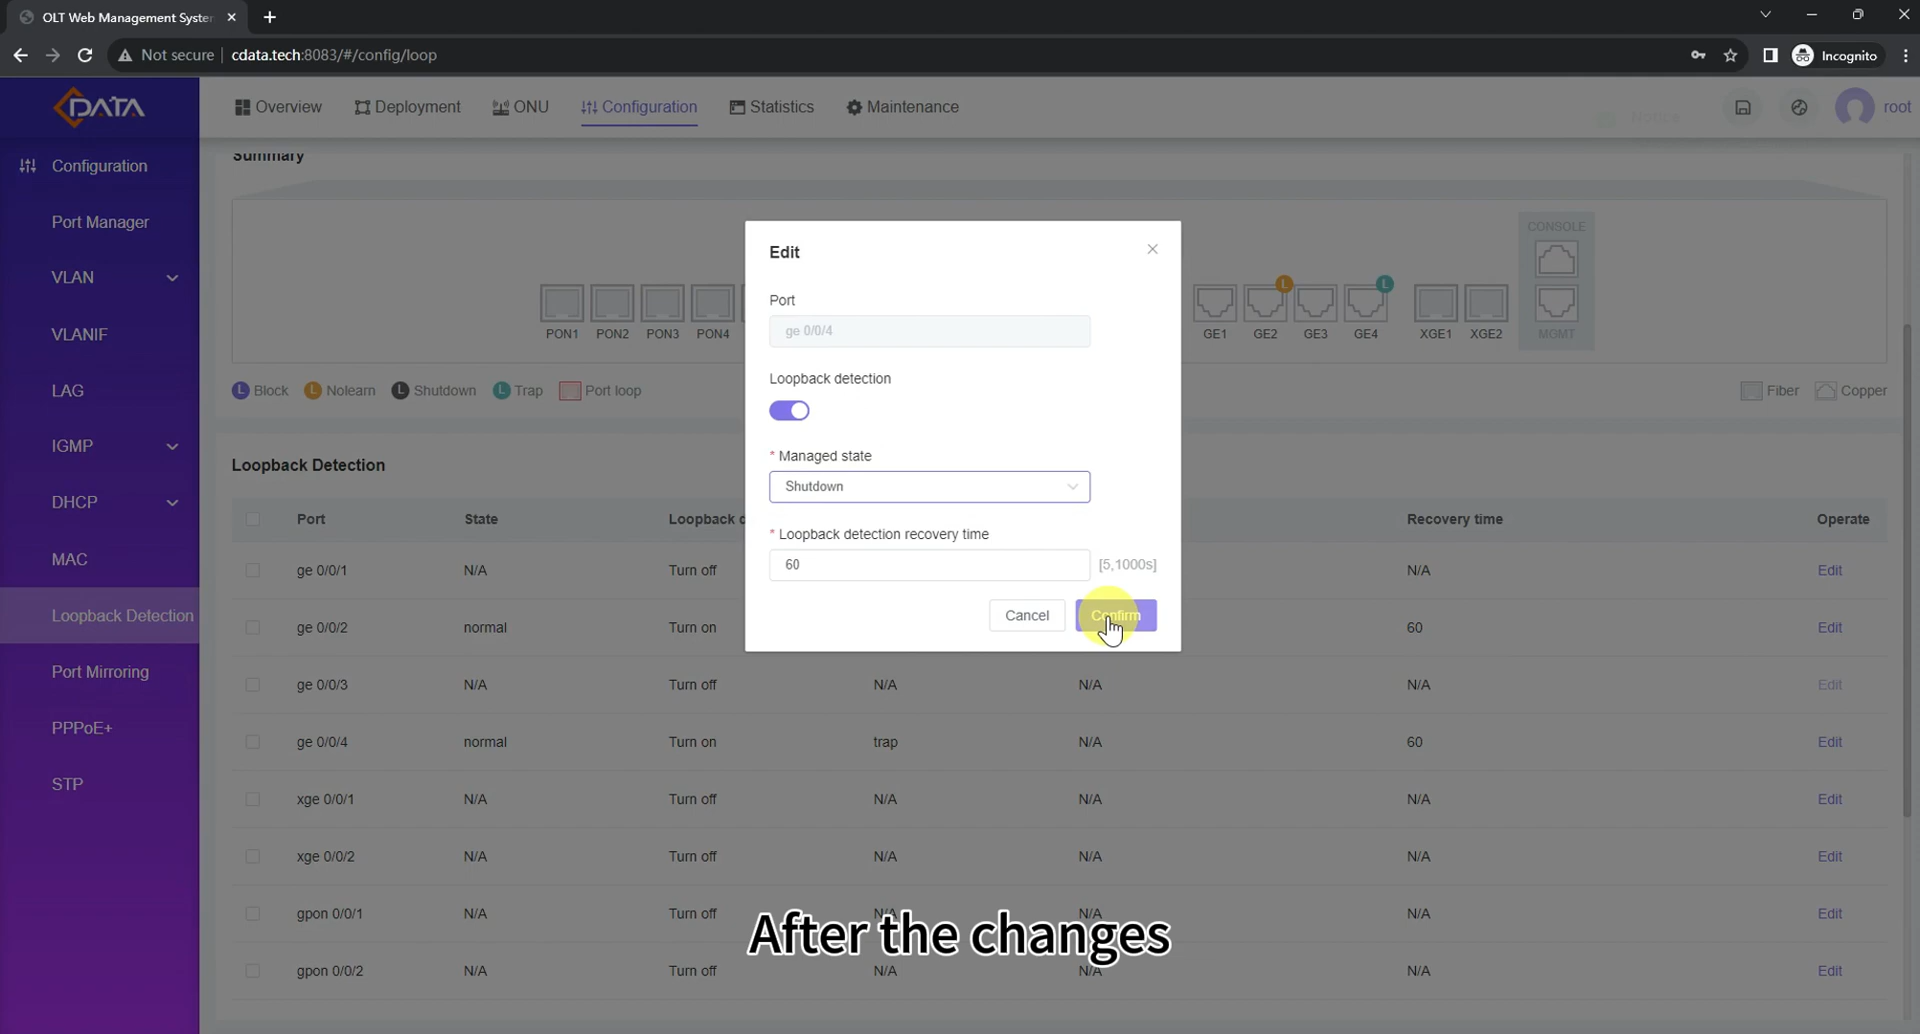 OLT Web Management Syste
Not secure
cdata.tech:8083/#/config/loop
Incognito
CDATA
Overview
Deployment
ONU
Configuration
Statistics
Maintenance
Notice
root
Configuration
Port Manager
VLAN
VLANIF
LAG
IGMP
DHCP
MAC
Loopback Detection
Port Mirroring
PPPoE+
STP
Summary
PON1
PON2
PON3
PON4
GE1
GE2
GE3
GE4
XGE1
XGE2
CONSOLE
MGMT
L
L
L Block
L Nolearn
L Shutdown
L Trap
Port loop
Fiber
Copper
Edit
Port
ge 0/0/4
Loopback detection
* Managed state
Shutdown
* Loopback detection recovery time
60 [5,1000s]
Cancel
Confirm
Loopback Detection
Port State Loopback d Recovery time Operate
ge 0/0/1 N/A Turn off N/A Edit
ge 0/0/2 normal Turn on 60 Edit
ge 0/0/3 N/A Turn off N/A N/A N/A Edit
ge 0/0/4 normal Turn on trap N/A 60 Edit
xge 0/0/1 N/A Turn off N/A N/A N/A Edit
xge 0/0/2 N/A Turn off N/A N/A N/A Edit
gpon 0/0/1 N/A Turn off N/A N/A N/A Edit
gpon 0/0/2 N/A Turn off N/A N/A N/A Edit
After the changes